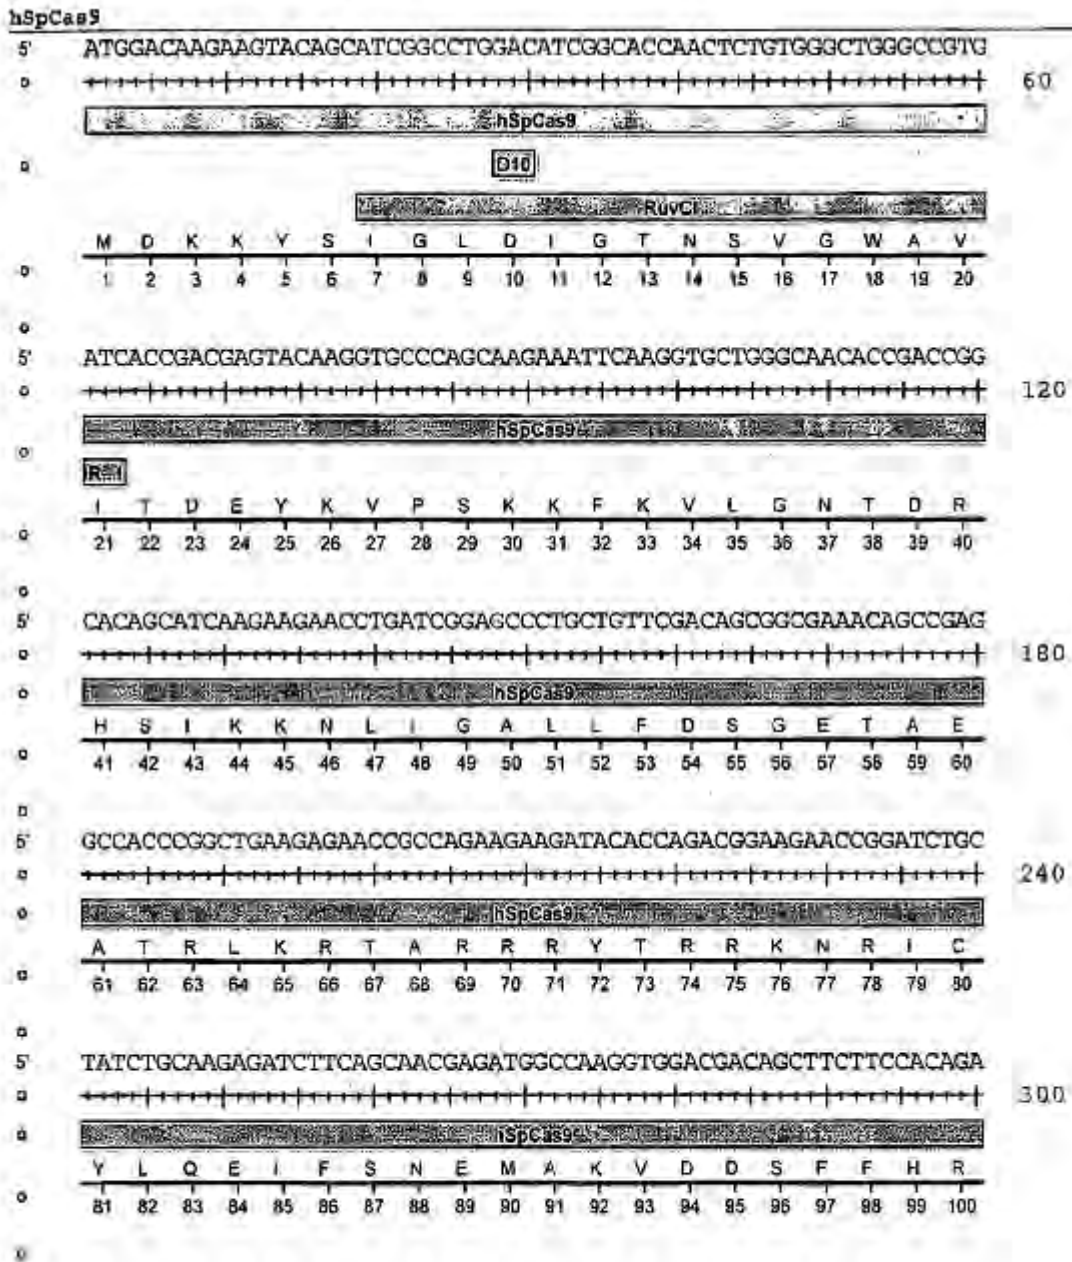 hSpCas9
5' ATGGACAAGAAGTACAGCATCGGCCTGGACATCGGCACCAACTCTGTGGGCTGGGCCGTG
60
hSpCas9
D10
RuvCI
M D K K Y S I G L D I G T N S V G W A V
1 2 3 4 5 6 7 8 9 10 11 12 13 14 15 16 17 18 19 20
5' ATCACCGACGAGTACAAGGTGCCCAGCAAGAAATTCAAGGTGCTGGGCAACACCGACCGG
120
hSpCas9
I T D E Y K V P S K K F K V L G N T D R
21 22 23 24 25 26 27 28 29 30 31 32 33 34 35 36 37 38 39 40
5' CACAGCATCAAGAAGAACCTGATCGGAGCCCTGCTGTTCGACAGCGGCGAAACAGCCGAG
180
hSpCas9
H S I K K N L I G A L L F D S G E T A E
41 42 43 44 45 46 47 48 49 50 51 52 53 54 55 56 57 58 59 60
5' GCCACCCGGCTGAAGAGAACCGCCAGAAGAAGATACACCAGACGGAAGAACCGGATCTGC
240
hSpCas9
A T R L K R T A R R R Y T R R K N R I C
61 62 63 64 65 66 67 68 69 70 71 72 73 74 75 76 77 78 79 80
5' TATCTGCAAGAGATCTTCAGCAACGAGATGGCCAAGGTGGACGACAGCTTCTTCCACAGA
300
hSpCas9
Y L Q E I F S N E M A K V D D S F F H R
81 82 83 84 85 86 87 88 89 90 91 92 93 94 95 96 97 98 99 100